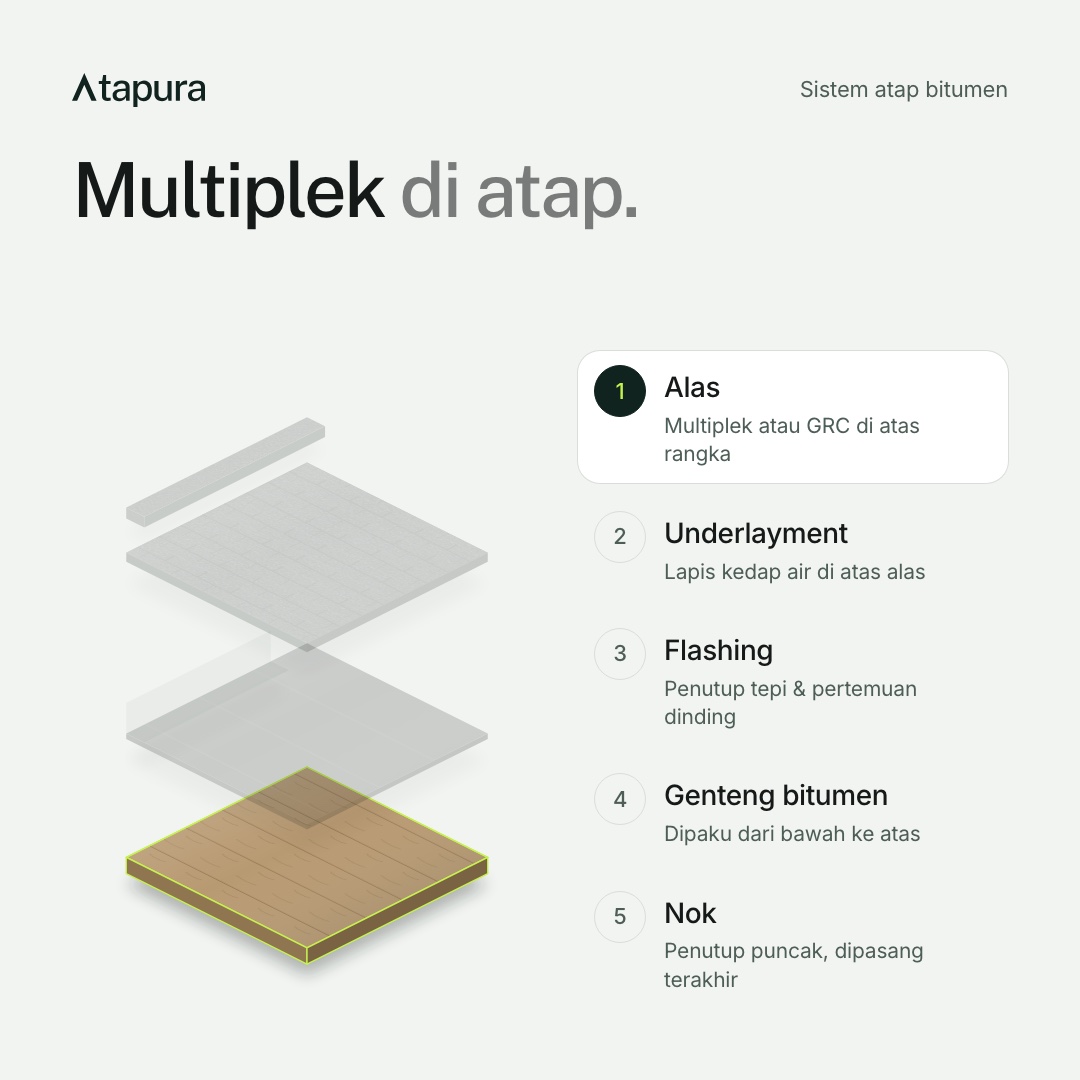 Atapura
Sistem atap bitumen
Multiplek di atap.
1
Alas
Multiplek atau GRC di atas
rangka
2
Underlayment
Lapis kedap air di atas alas
3
Flashing
Penutup tepi & pertemuan
dinding
4
Genteng bitumen
Dipaku dari bawah ke atas
5
Nok
Penutup puncak, dipasang
terakhir